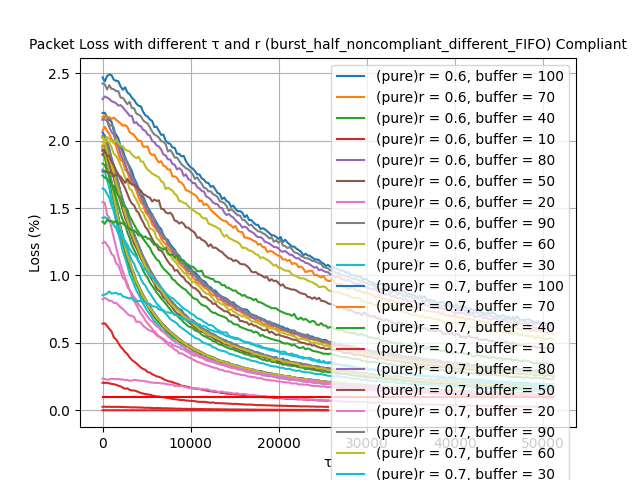 Packet Loss with different τ and r (burst_half_noncompliant_different_FIFO) Compliant
Loss (%)
2.5
2.0
1.5
1.0
0.5
0.0
0 10000 20000 30000 40000 50000
τ
(pure)r = 0.6, buffer = 100
(pure)r = 0.6, buffer = 70
(pure)r = 0.6, buffer = 40
(pure)r = 0.6, buffer = 10
(pure)r = 0.6, buffer = 80
(pure)r = 0.6, buffer = 50
(pure)r = 0.6, buffer = 20
(pure)r = 0.6, buffer = 90
(pure)r = 0.6, buffer = 60
(pure)r = 0.6, buffer = 30
(pure)r = 0.7, buffer = 100
(pure)r = 0.7, buffer = 70
(pure)r = 0.7, buffer = 40
(pure)r = 0.7, buffer = 10
(pure)r = 0.7, buffer = 80
(pure)r = 0.7, buffer = 50
(pure)r = 0.7, buffer = 20
(pure)r = 0.7, buffer = 90
(pure)r = 0.7, buffer = 60
(pure)r = 0.7, buffer = 30